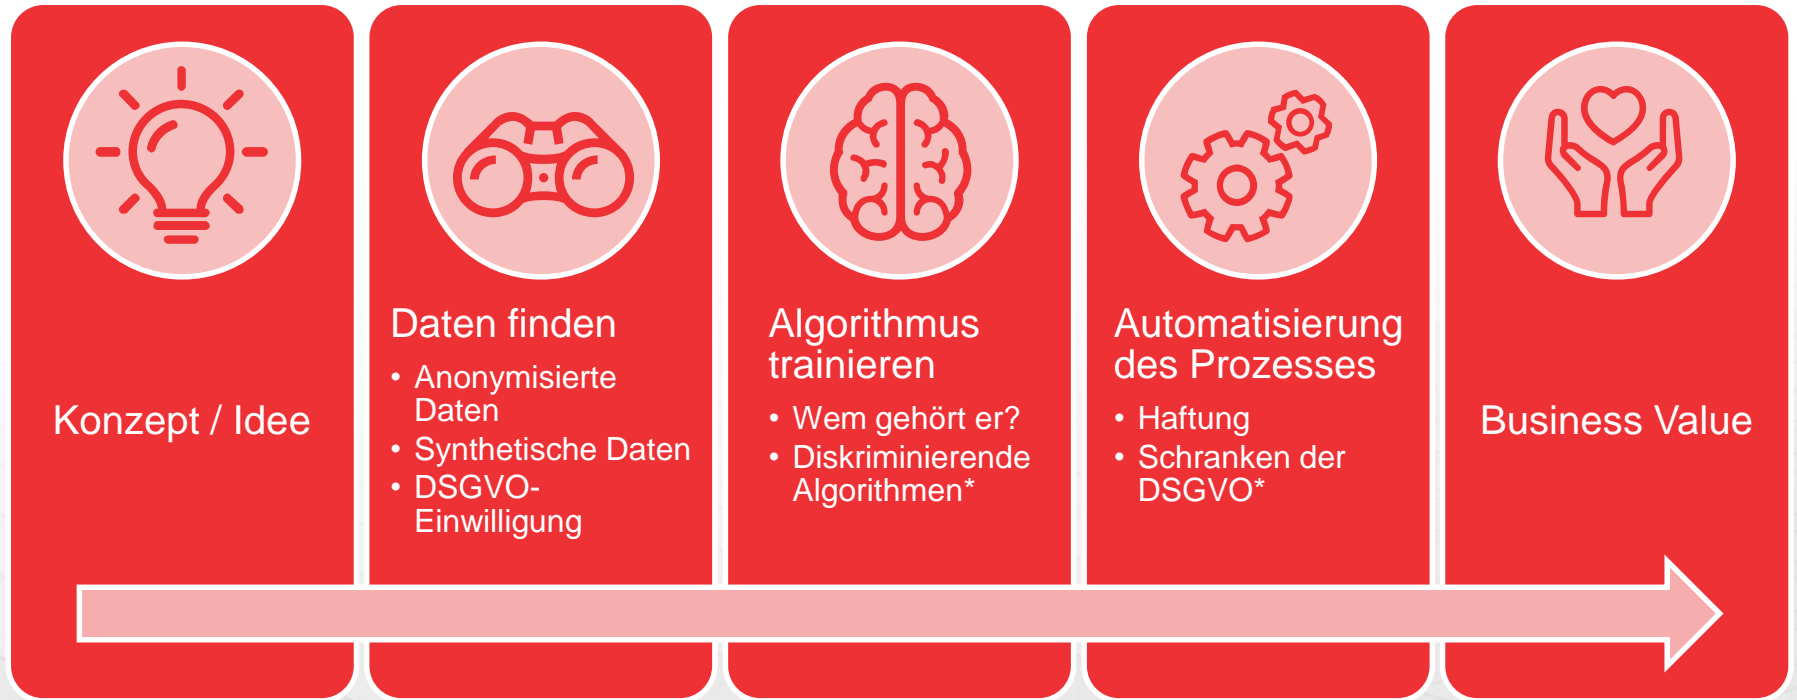 Konzept / Idee
Daten finden
• Anonymisierte
Daten
• Synthetische Daten
• DSGVO-
Einwilligung
Algorithmus
trainieren
• Wem gehört er?
• Diskriminierende
Algorithmen*
Automatisierung
des Prozesses
• Haftung
• Schranken der
DSGVO*
Business Value